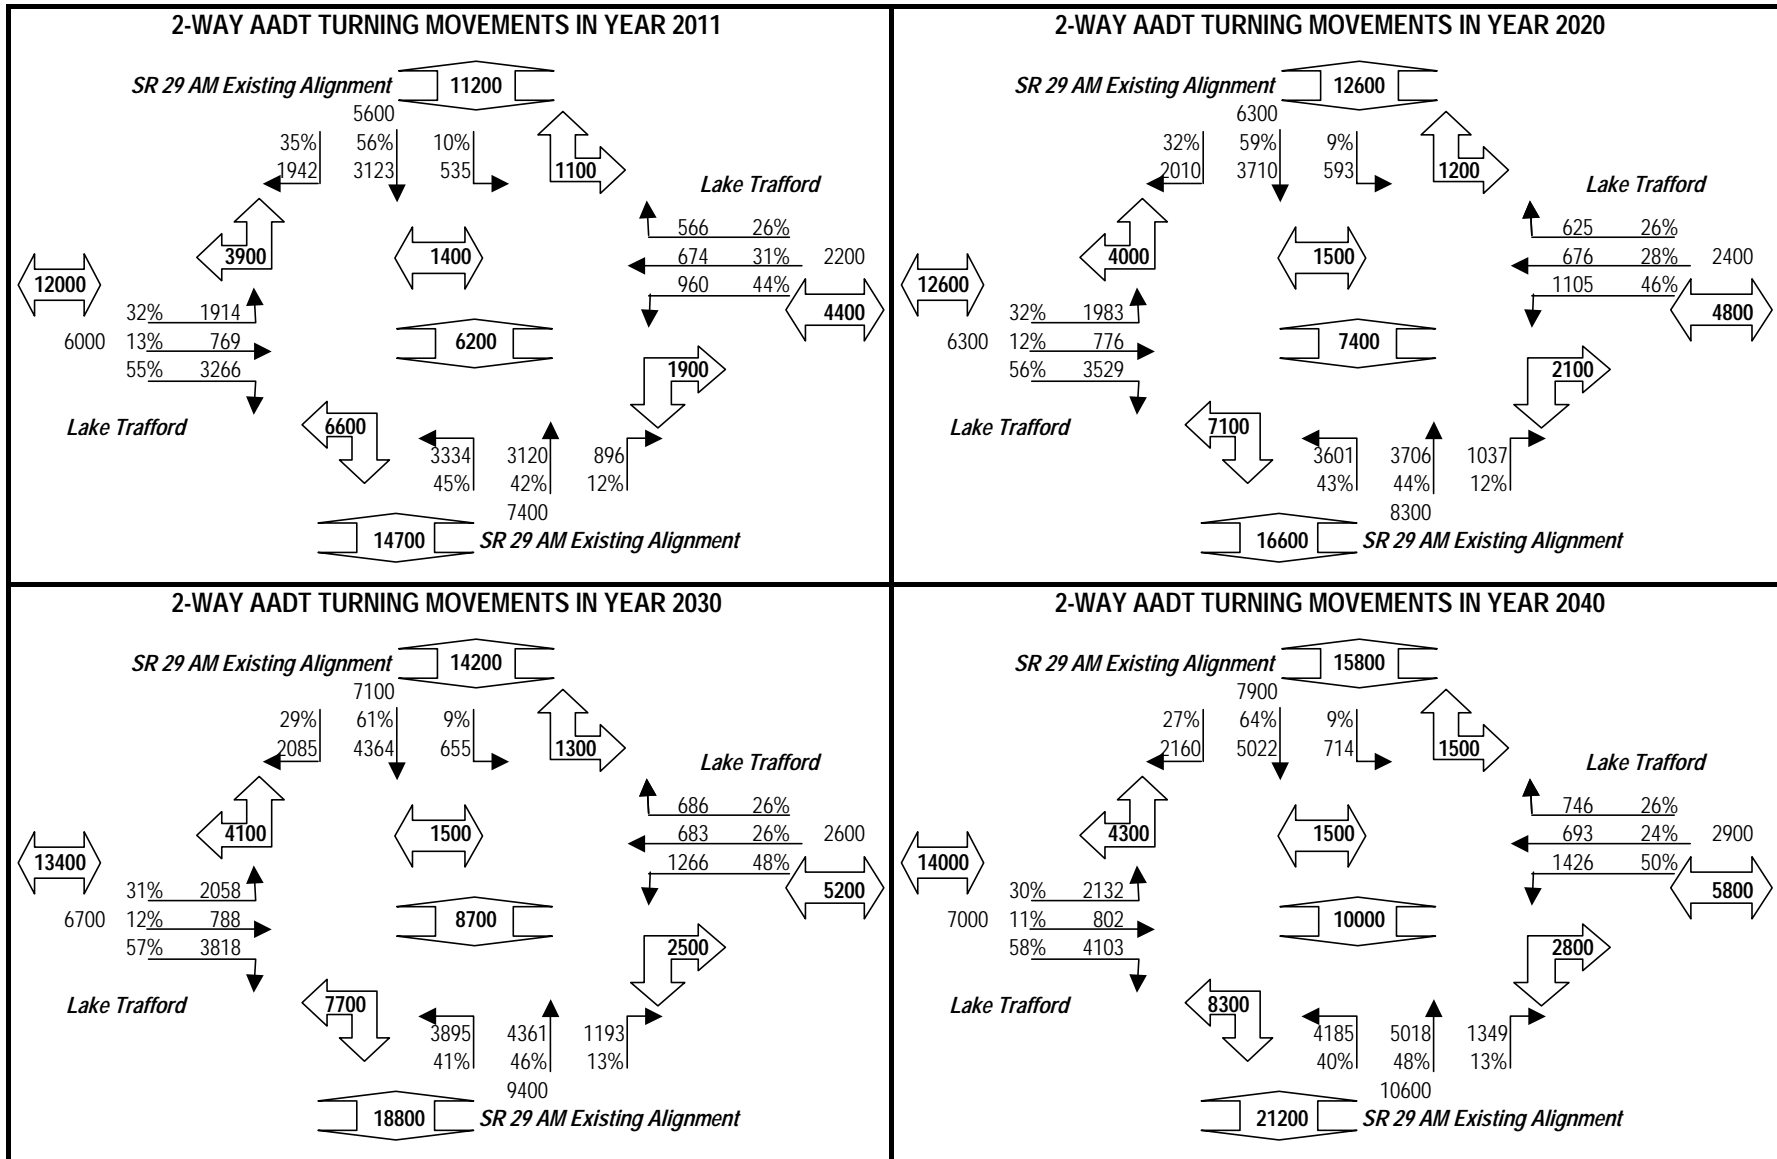 2-WAY AADT TURNING MOVEMENTS IN YEAR 2011
SR 29 AM Existing Alignment 11200
5600
35% 56% 10%
1942 3123 535
1100
Lake Trafford
566 26%
3900 1400 674 31% 2200
12000 960 44%
4400
32% 1914
6000 13% 769 6200
55% 3266 1900
Lake Trafford 6600
3334 3120 896
45% 42% 12%
7400
14700 SR 29 AM Existing Alignment
2-WAY AADT TURNING MOVEMENTS IN YEAR 2020
SR 29 AM Existing Alignment 12600
6300
32% 59% 9%
2010 3710 593
1200
Lake Trafford
625 26%
4000 1500 676 28% 2400
12600 1105 46%
4800
32% 1983
6300 12% 776 7400
56% 3529 2100
Lake Trafford 7100
3601 3706 1037
43% 44% 12%
8300
16600 SR 29 AM Existing Alignment
2-WAY AADT TURNING MOVEMENTS IN YEAR 2030
SR 29 AM Existing Alignment 14200
7100
29% 61% 9%
2085 4364 655
1300
Lake Trafford
686 26%
4100 1500 683 26% 2600
13400 1266 48%
5200
31% 2058
6700 12% 788 8700
57% 3818 2500
Lake Trafford 7700
3895 4361 1193
41% 46% 13%
9400
18800 SR 29 AM Existing Alignment
2-WAY AADT TURNING MOVEMENTS IN YEAR 2040
SR 29 AM Existing Alignment 15800
7900
27% 64% 9%
2160 5022 714
1500
Lake Trafford
746 26%
4300 1500 693 24% 2900
14000 1426 50%
5800
30% 2132
7000 11% 802 10000
58% 4103 2800
Lake Trafford 8300
4185 5018 1349
40% 48% 13%
10600
21200 SR 29 AM Existing Alignment